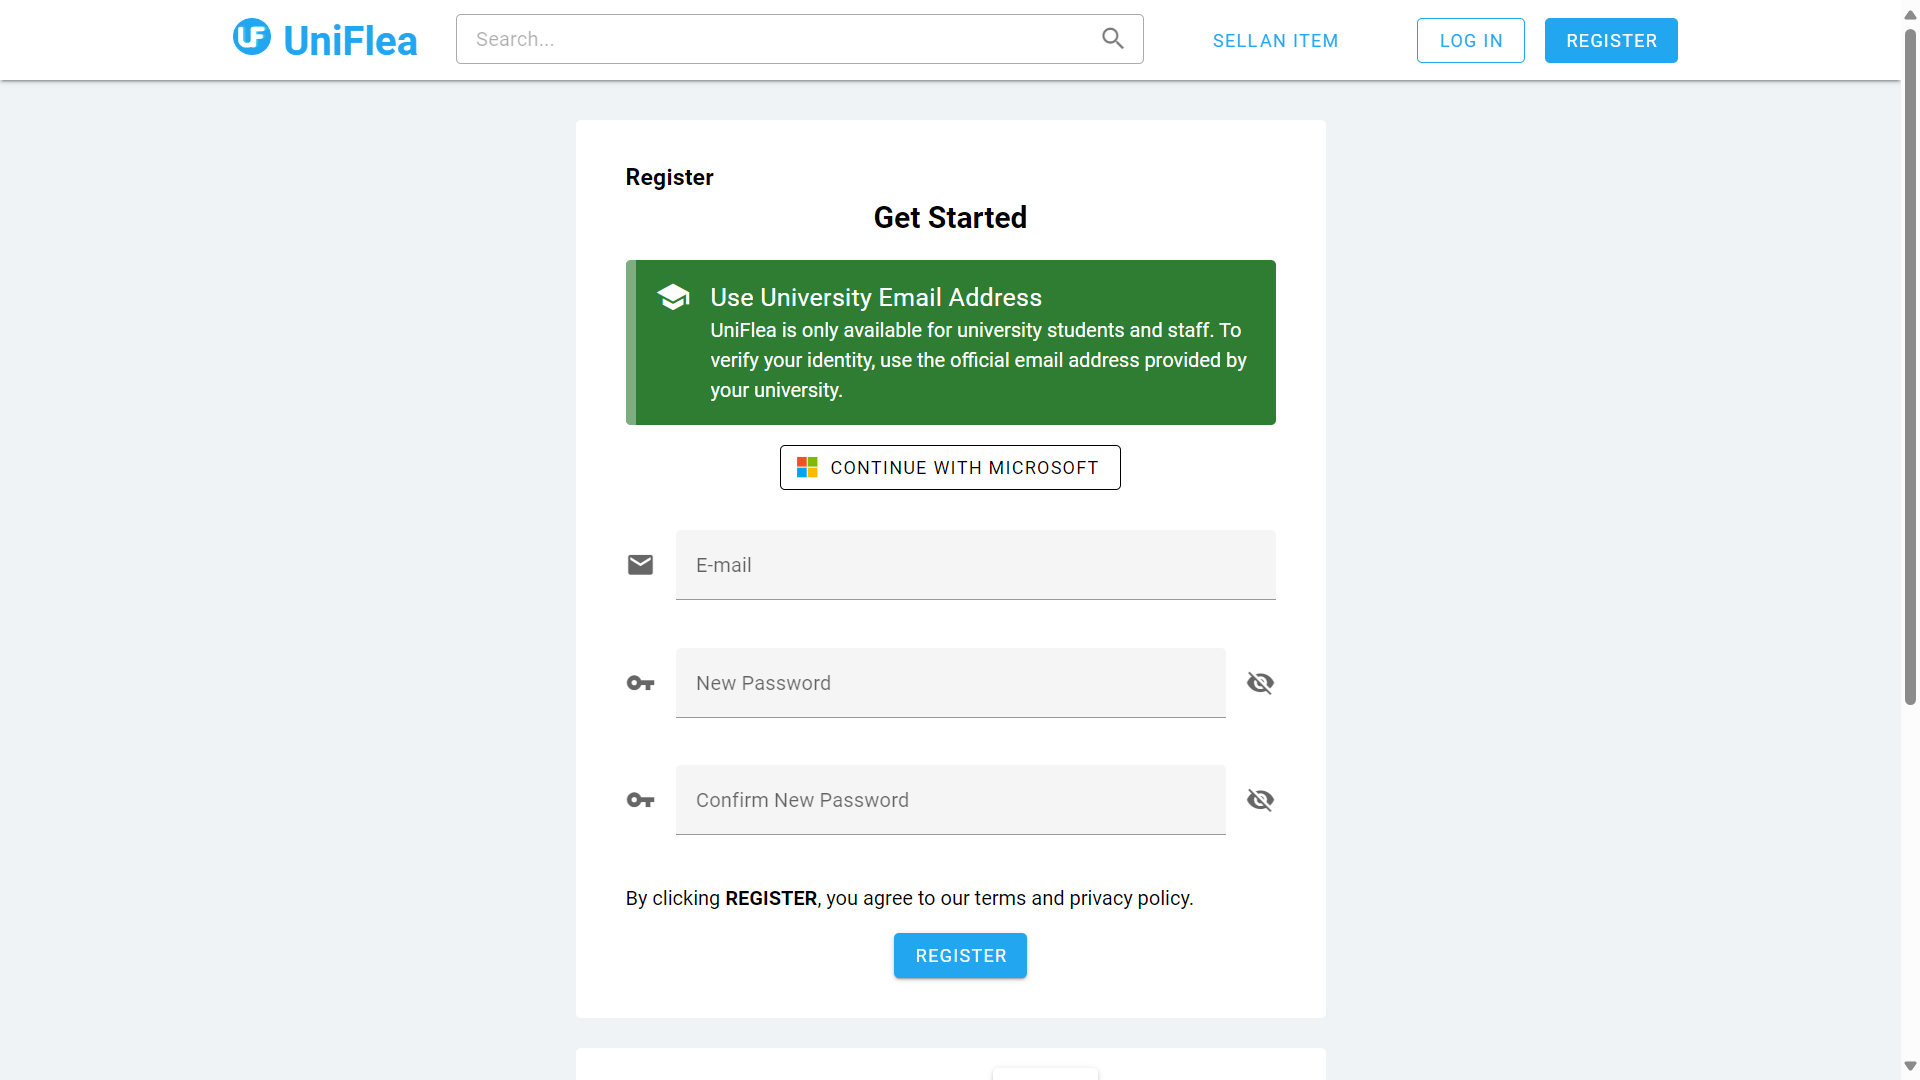 UF UniFlea
Search...
SELLAN ITEM
LOG IN
REGISTER
Register
Get Started
Use University Email Address
UniFlea is only available for university students and staff. To
verify your identity, use the official email address provided by
your university.
CONTINUE WITH MICROSOFT
E-mail
New Password
Confirm New Password
By clicking REGISTER, you agree to our terms and privacy policy.
REGISTER